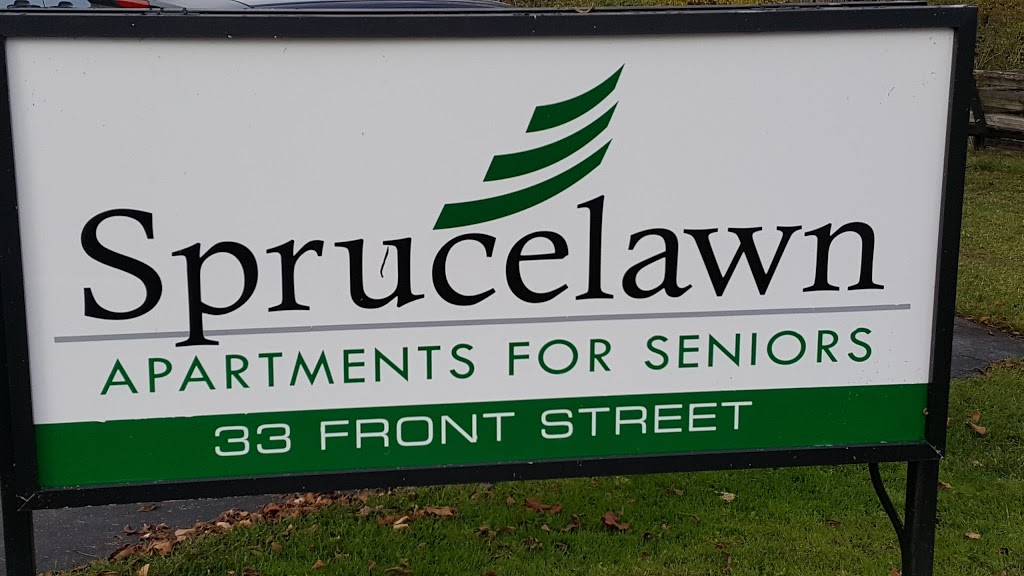 Sprucelawn
APARTMENTS FOR SENIORS
33 FRONT STREET